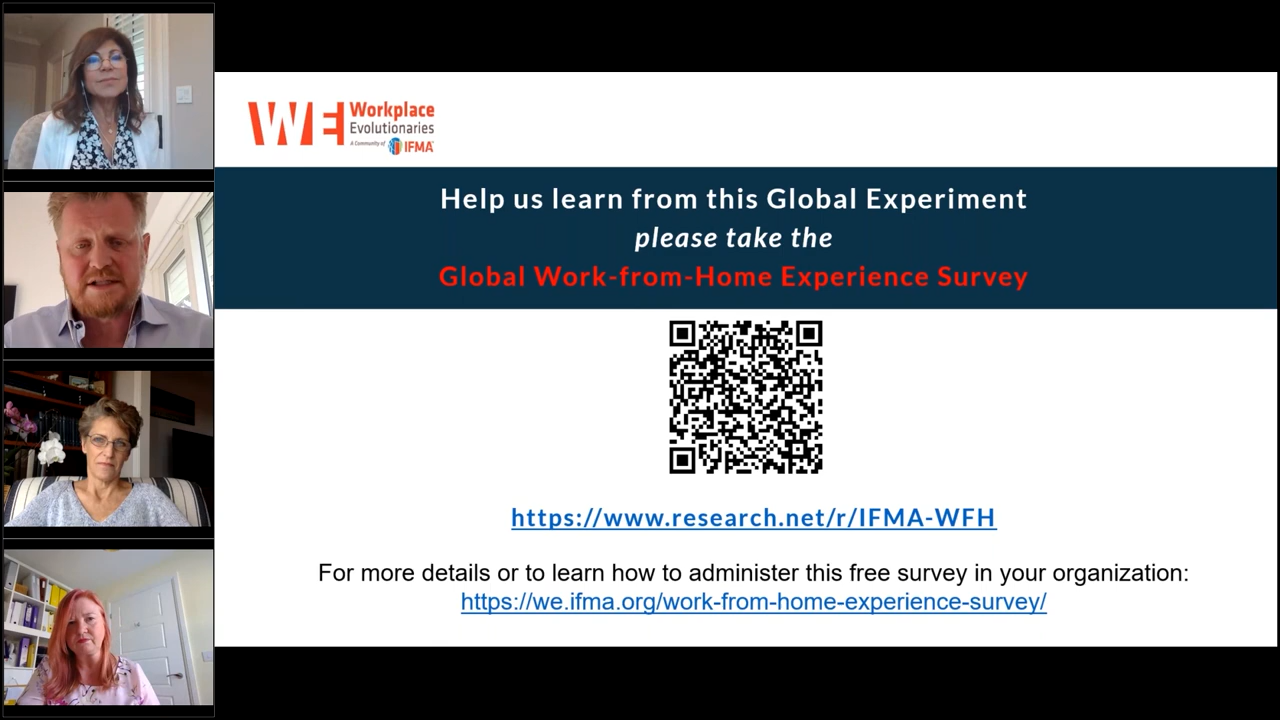 WE Workplace
Evolutionaries
A Community of IFMA
Help us learn from this Global Experiment
please take the
Global Work-from-Home Experience Survey
https://www.research.net/r/IFMA-WFH
For more details or to learn how to administer this free survey in your organization:
https://we.ifma.org/work-from-home-experience-survey/